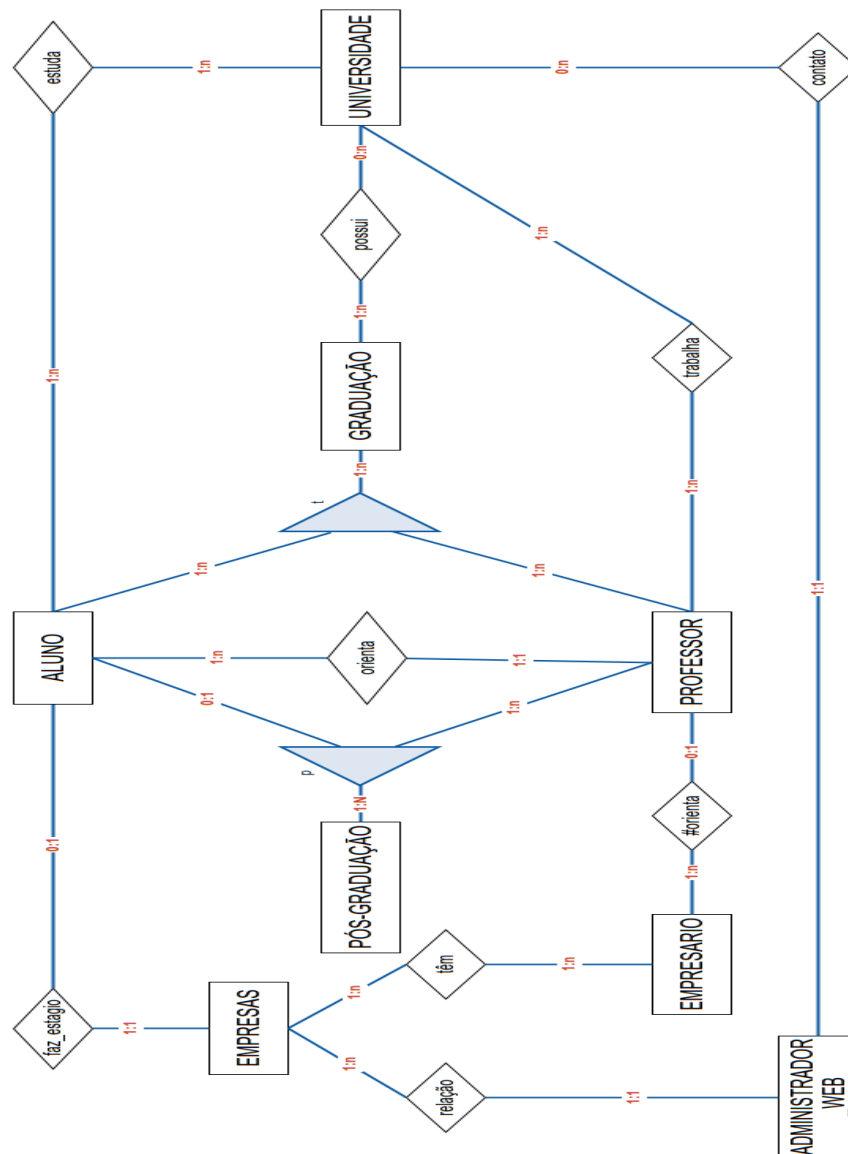 faz_estagio
0:1
ALUNO
1:n
estuda
1:1
0:1
1:n
1:n
1:n
EMPRESAS
p
t
1:n
1:n
PÓS-GRADUAÇÃO
1:N
orienta
1:n
GRADUAÇÃO
1:n
possui
0:n
UNIVERSIDADE
relação
têm
1:n
1:1
1:n
1:n
0:n
1:n
1:1
EMPRESARIO
1:n
#orienta
0:1
PROFESSOR
1:n
trabalha
ADMINISTRADOR
WEB
1:1
contato